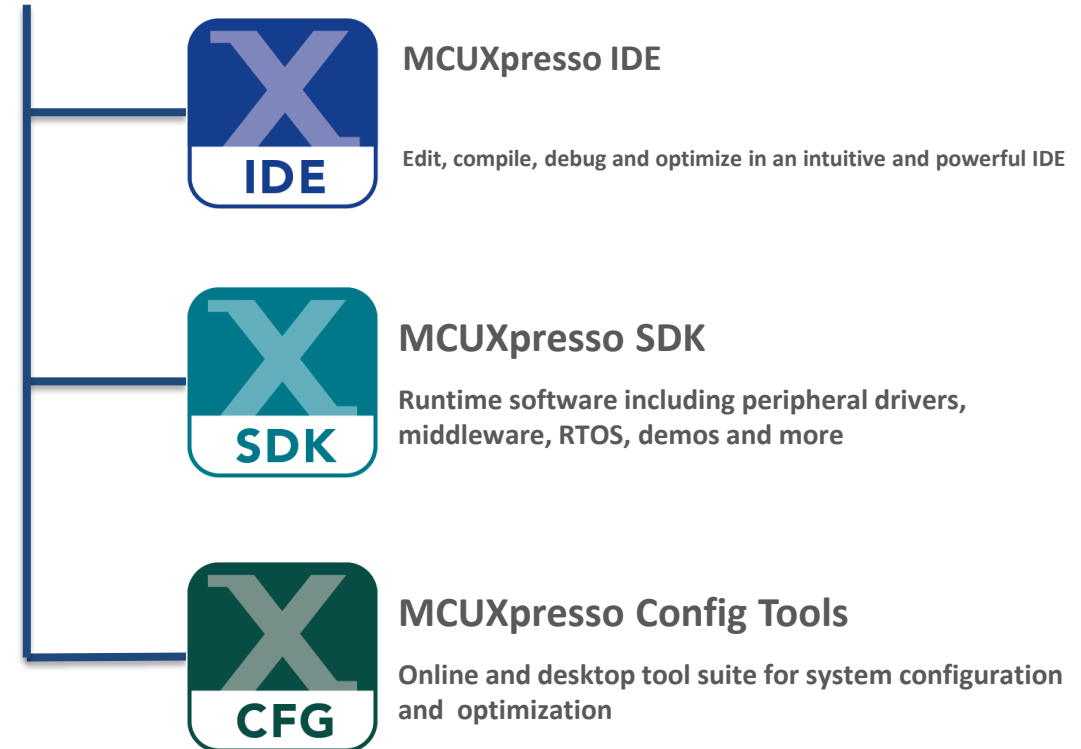 X
IDE
MCUXpresso IDE
Edit, compile, debug and optimize in an intuitive and powerful IDE
X
SDK
MCUXpresso SDK
Runtime software including peripheral drivers,
middleware, RTOS, demos and more
X
CFG
MCUXpresso Config Tools
Online and desktop tool suite for system configuration
and  optimization